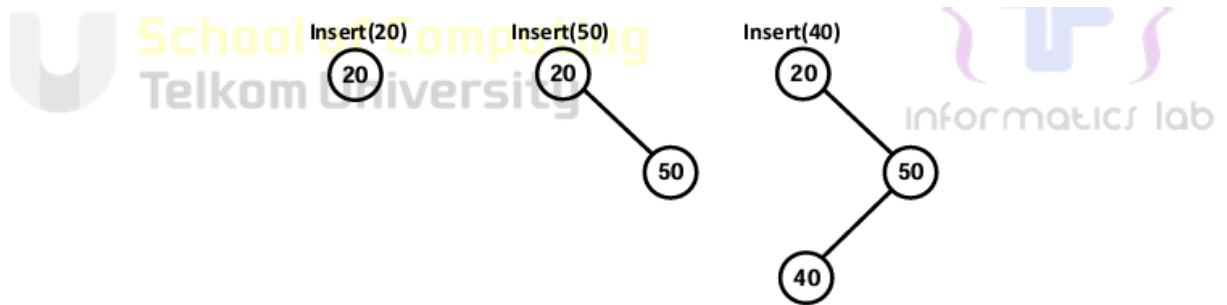 School of Computing
Telkom University
informatics lab
Insert(20) Insert(50) Insert(40)
20 20 20
50 50
40